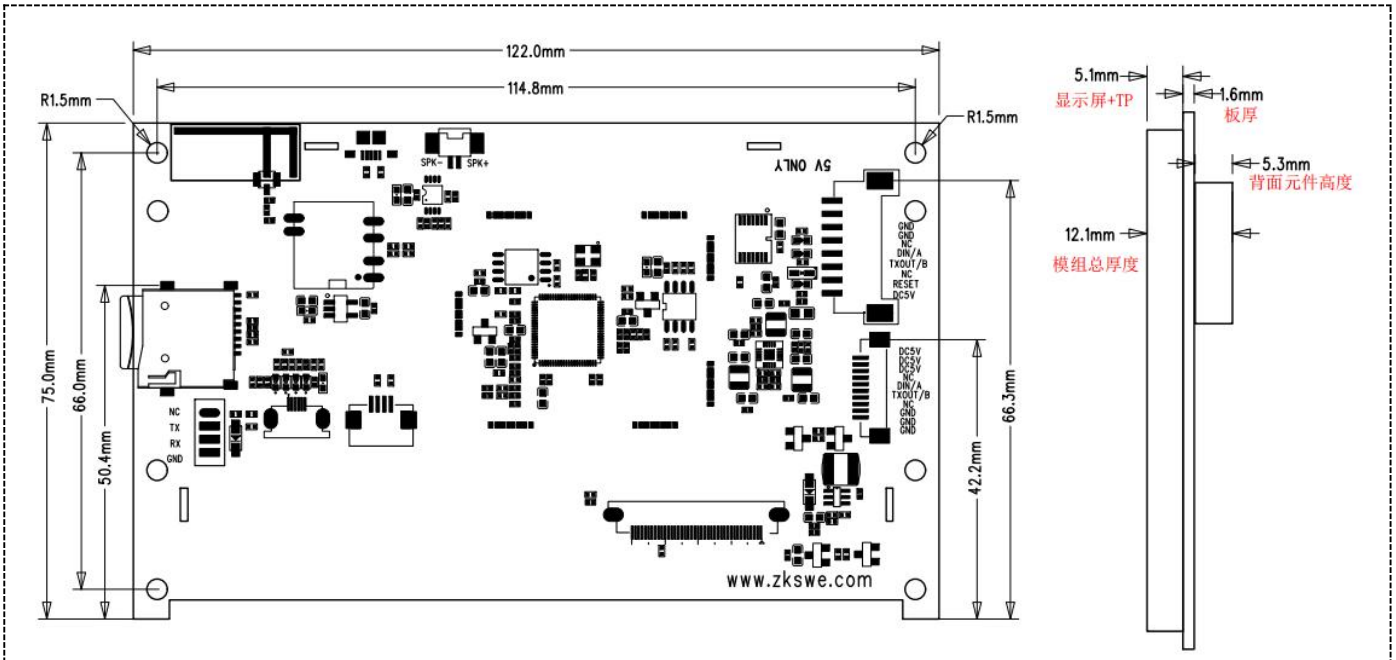 122.0mm
114.8mm
R1.5mm
R1.5mm
SPK-
SPK+
5V ONLY
GND
GND
NC
DIN/A
TXOUT/B
NC
RESET
DC5V
DC5V
DC5V
DC5V
NC
DIN/A
TXOUT/B
NC
GND
GND
GND
NC
TX
RX
GND
75.0mm
66.0mm
50.4mm
66.3mm
42.2mm
www.zkswe.com
5.1mm
显示屏+TP
1.6mm
板厚
5.3mm
背面元件高度
12.1mm
模组总厚度